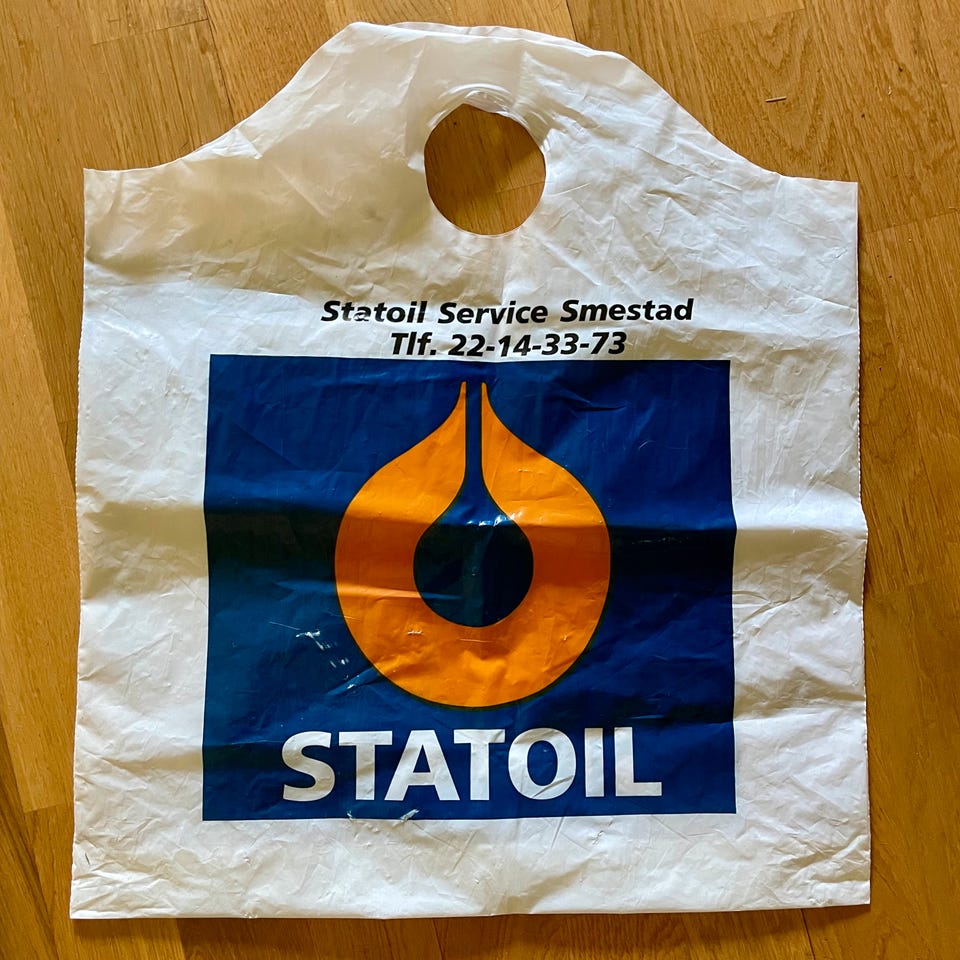 Statoil Service Smestad
Tlf. 22-14-33-73
STATOIL